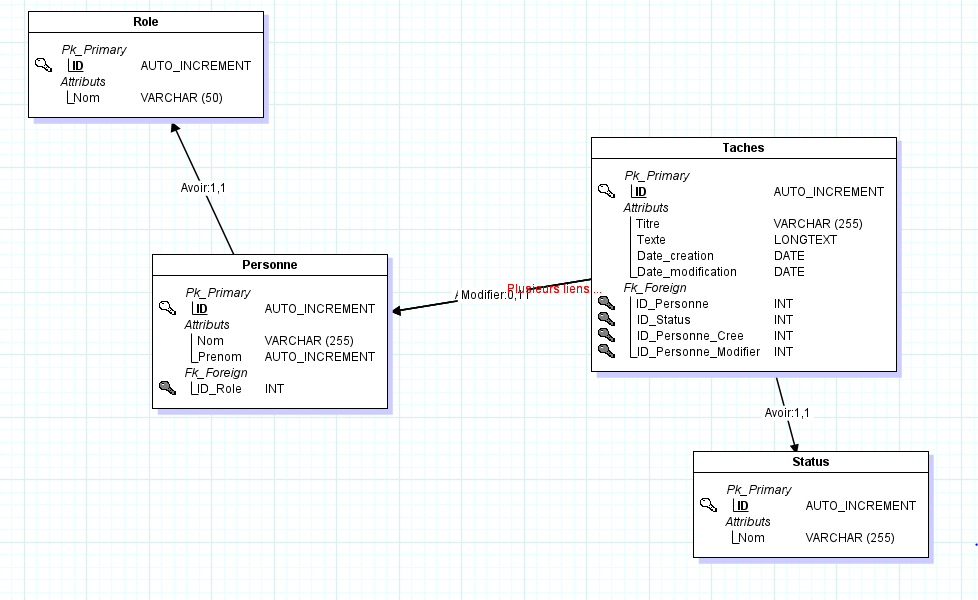 Role
Pk_Primary
ID AUTO_INCREMENT
Attributs
Nom VARCHAR (50)
Avoir:1,1
Personne
Pk_Primary
ID AUTO_INCREMENT
Attributs
Nom VARCHAR (255)
Prenom AUTO_INCREMENT
Fk_Foreign
ID_Role INT
Modifier:0,1
Plusieurs liens...
Taches
Pk_Primary
ID AUTO_INCREMENT
Attributs
Titre VARCHAR (255)
Texte LONGTEXT
Date_creation DATE
Date_modification DATE
Fk_Foreign
ID_Personne INT
ID_Status INT
ID_Personne_Cree INT
ID_Personne_Modifier INT
Avoir:1,1
Status
Pk_Primary
ID AUTO_INCREMENT
Attributs
Nom VARCHAR (255)